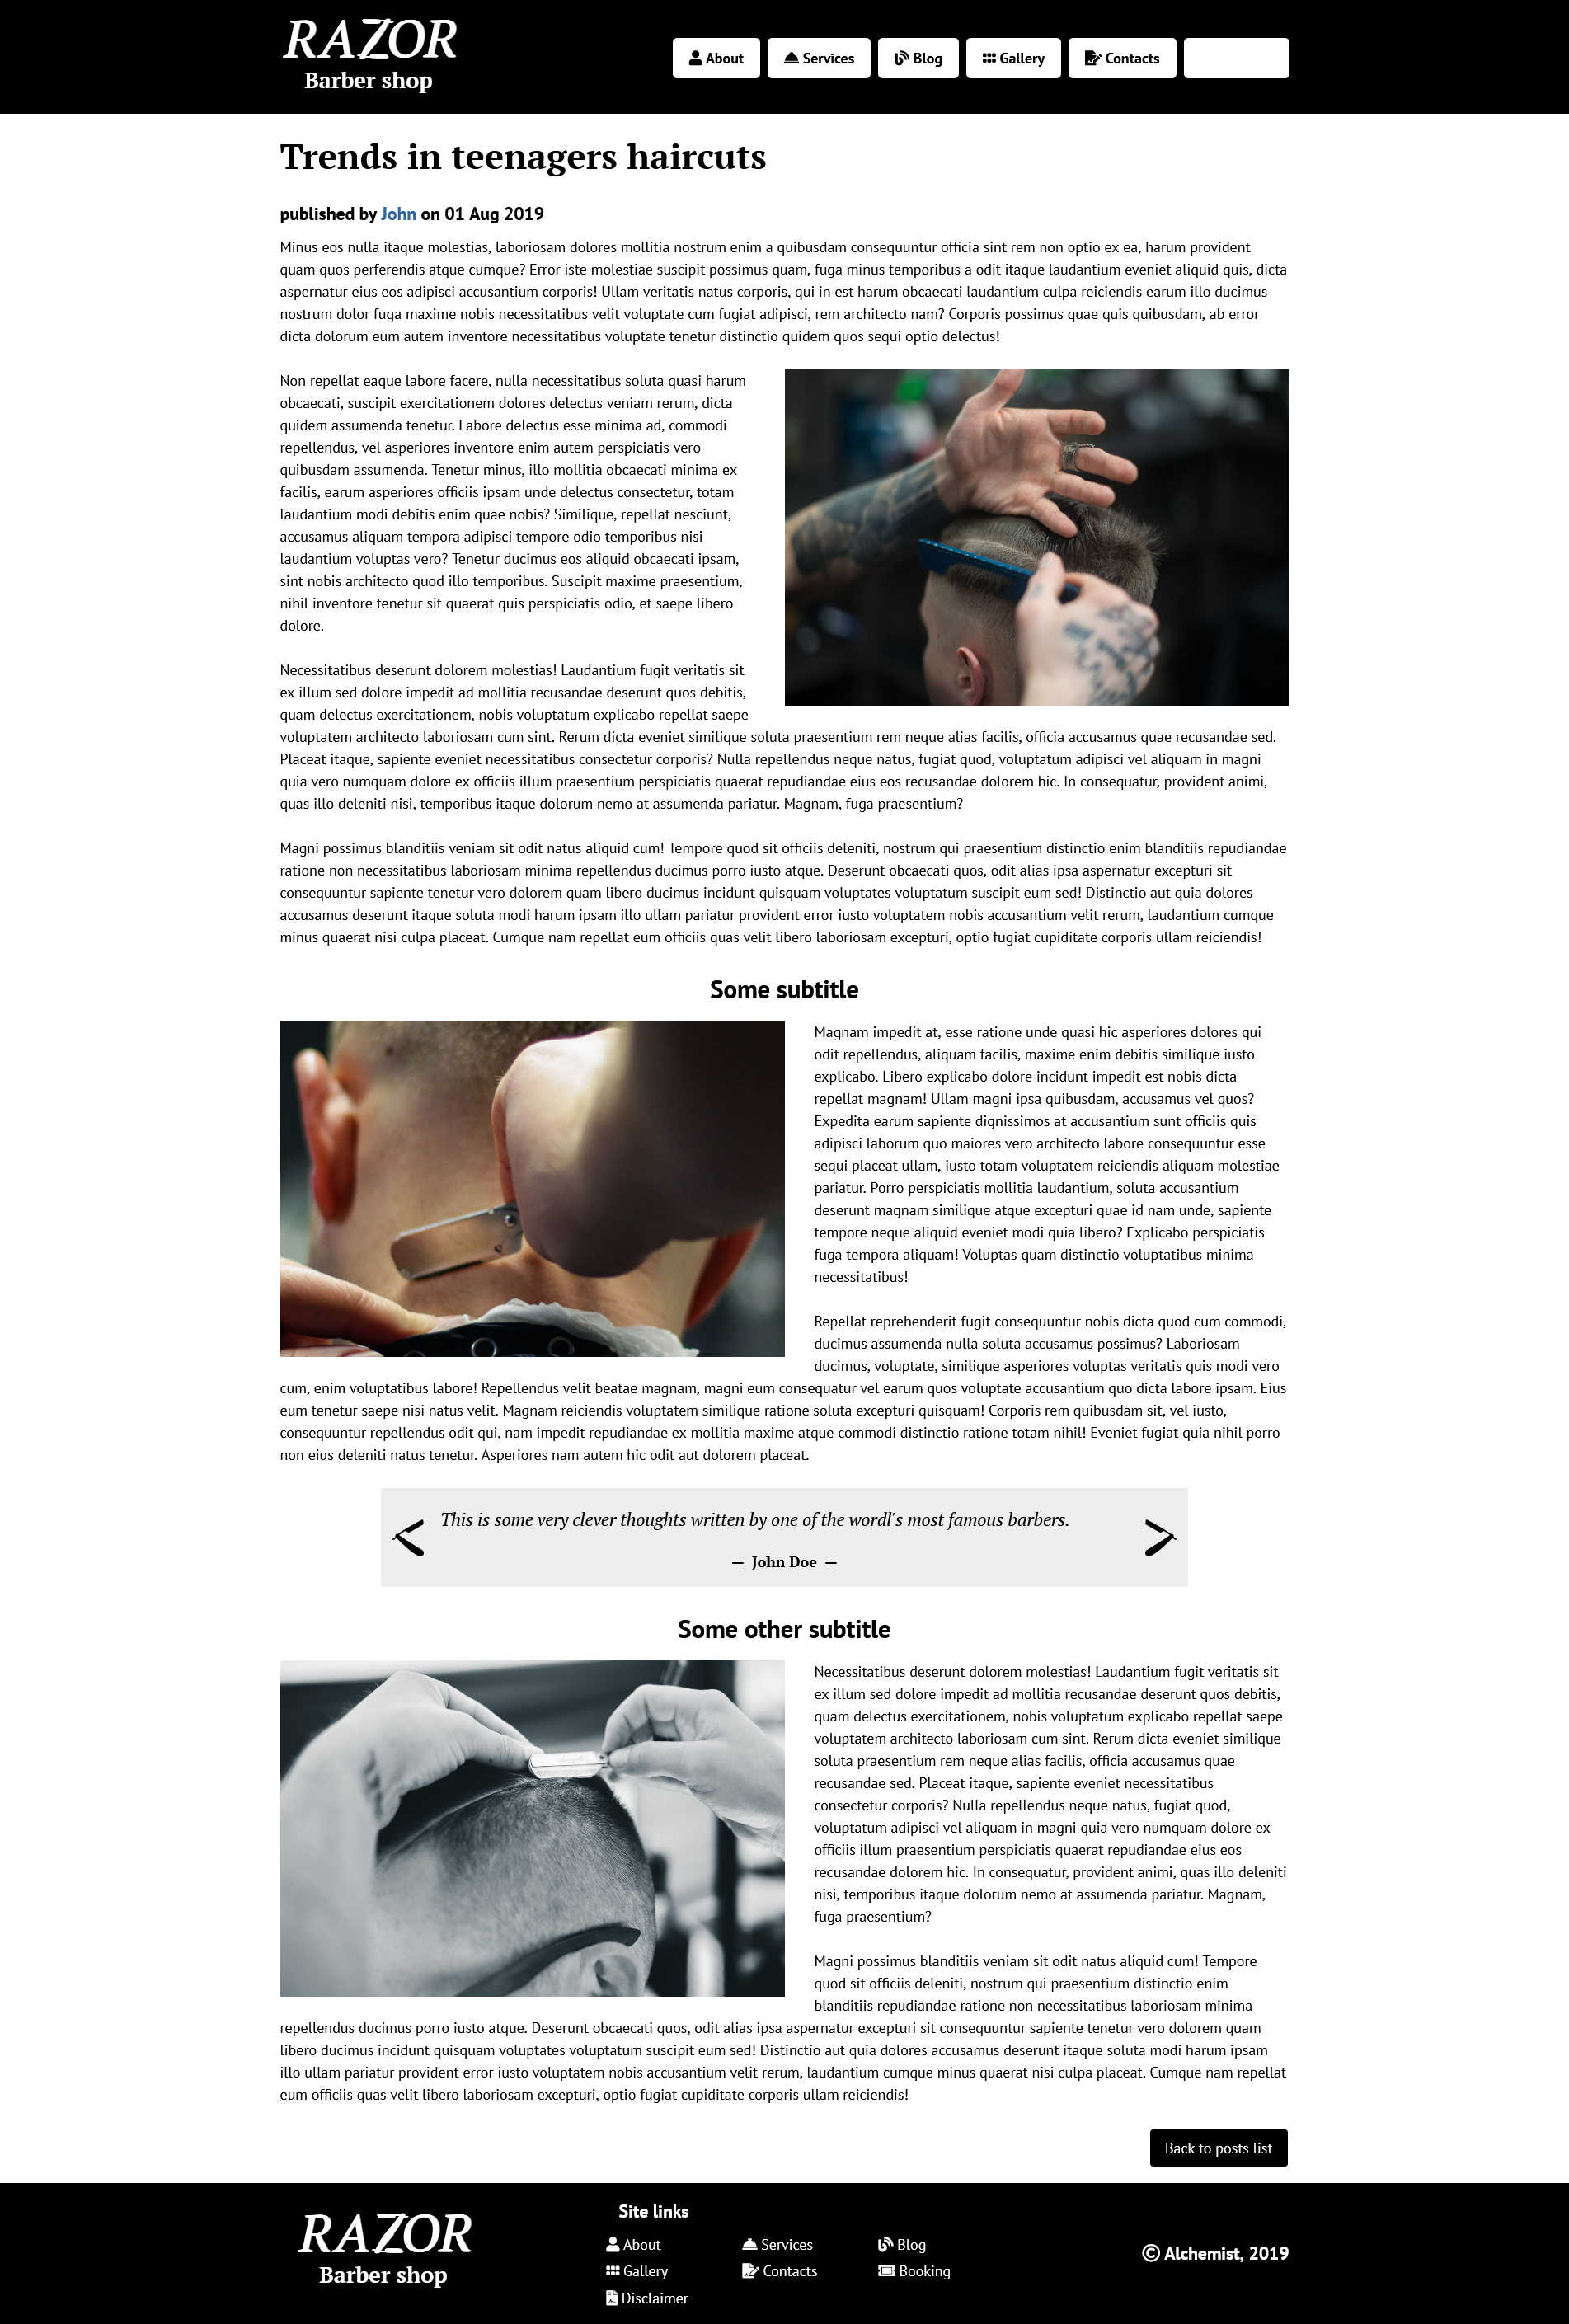 RAZOR
Barber shop
About Services Blog Gallery Contacts
Trends in teenagers haircuts
published by John on 01 Aug 2019
Minus eos nulla itaque molestias, laboriosam dolores mollitia nostrum enim a quibusdam consequuntur officia sint rem non optio ex ea, harum provident
quam quos perferendis atque cumque? Error iste molestiae suscipit possimus quam, fuga minus temporibus a odit itaque laudantium eveniet aliquid quis, dicta
aspernatur eius eos adipisci accusantium corporis! Ullam veritatis natus corporis, qui in est harum obcaecati laudantium culpa reiciendis earum illo ducimus
nostrum dolor fuga maxime nobis necessitatibus velit voluptate cum fugiat adipisci, rem architecto nam? Corporis possimus quae quis quibusdam, ab error
dicta dolorum eum autem inventore necessitatibus voluptate tenetur distinctio quidem quos sequi optio delectus!
Non repellat eaque labore facere, nulla necessitatibus soluta quasi harum
obcaecati, suscipit exercitationem dolores delectus veniam rerum, dicta
quidem assumenda tenetur. Labore delectus esse minima ad, commodi
repellendus, vel asperiores inventore enim autem perspiciatis vero
quibusdam assumenda. Tenetur minus, illo mollitia obcaecati minima ex
facilis, earum asperiores officiis ipsam unde delectus consectetur, totam
laudantium modi debitis enim quae nobis? Similique, repellat nesciunt,
accusamus aliquam tempora adipisci tempore odio temporibus nisi
laudantium voluptas vero? Tenetur ducimus eos aliquid obcaecati ipsam,
sint nobis architecto quod illo temporibus. Suscipit maxime praesentium,
nihil inventore tenetur sit quaerat quis perspiciatis odio, et saepe libero
dolore.
Necessitatibus deserunt dolorem molestias! Laudantium fugit veritatis sit
ex illum sed dolore impedit ad mollitia recusandae deserunt quos debitis,
quam delectus exercitationem, nobis voluptatum explicabo repellat saepe
voluptatem architecto laboriosam cum sint. Rerum dicta eveniet similique soluta praesentium rem neque alias facilis, officia accusamus quae recusandae sed.
Placeat itaque, sapiente eveniet necessitatibus consectetur corporis? Nulla repellendus neque natus, fugiat quod, voluptatum adipisci vel aliquam in magni
quia vero numquam dolore ex officiis illum praesentium perspiciatis quaerat repudiandae eius eos recusandae dolorem hic. In consequatur, provident animi,
quas illo deleniti nisi, temporibus itaque dolorum nemo at assumenda pariatur. Magnam, fuga praesentium?
Magni possimus blanditiis veniam sit odit natus aliquid cum! Tempore quod sit officiis deleniti, nostrum qui praesentium distinctio enim blanditiis repudiandae
ratione non necessitatibus laboriosam minima repellendus ducimus porro iusto atque. Deserunt obcaecati quos, odit alias ipsa aspernatur excepturi sit
consequuntur sapiente tenetur vero dolorem quam libero ducimus incidunt quisquam voluptates voluptatum suscipit eum sed! Distinctio aut quia dolores
accusamus deserunt itaque soluta modi harum ipsam illo ullam pariatur provident error iusto voluptatem nobis accusantium velit rerum, laudantium cumque
minus quaerat nisi culpa placeat. Cumque nam repellat eum officiis quas velit libero laboriosam excepturi, optio fugiat cupiditate corporis ullam reiciendis!
Some subtitle
Magnam impedit at, esse ratione unde quasi hic asperiores dolores qui
odit repellendus, aliquam facilis, maxime enim debitis similique iusto
explicabo. Libero explicabo dolore incidunt impedit est nobis dicta
repellat magnam! Ullam magni ipsa quibusdam, accusamus vel quos?
Expedita earum sapiente dignissimos at accusantium sunt officiis quis
adipisci laborum quo maiores vero architecto labore consequuntur esse
sequi placeat ullam, iusto totam voluptatem reiciendis aliquam molestiae
pariatur. Porro perspiciatis mollitia laudantium, soluta accusantium
deserunt magnam similique atque excepturi quae id nam unde, sapiente
tempore neque aliquid eveniet modi quia libero? Explicabo perspiciatis
fuga tempora aliquam! Voluptas quam distinctio voluptatibus minima
necessitatibus!
Repellat reprehenderit fugit consequuntur nobis dicta quod cum commodi,
ducimus assumenda nulla soluta accusamus possimus? Laboriosam
ducimus, voluptate, similique asperiores voluptas veritatis quis modi vero
cum, enim voluptatibus labore! Repellendus velit beatae magnam, magni eum consequatur vel earum quos voluptate accusantium quo dicta labore ipsam. Eius
eum tenetur saepe nisi natus velit. Magnam reiciendis voluptatem similique ratione soluta excepturi quisquam! Corporis rem quibusdam sit, vel iusto,
consequuntur repellendus odit qui, nam impedit repudiandae ex mollitia maxime atque commodi distinctio ratione totam nihil! Eveniet fugiat quia nihil porro
non eius deleniti natus tenetur. Asperiores nam autem hic odit aut dolorem placeat.
This is some very clever thoughts written by one of the wordl's most famous barbers.
— John Doe —
Some other subtitle
Necessitatibus deserunt dolorem molestias! Laudantium fugit veritatis sit
ex illum sed dolore impedit ad mollitia recusandae deserunt quos debitis,
quam delectus exercitationem, nobis voluptatum explicabo repellat saepe
voluptatem architecto laboriosam cum sint. Rerum dicta eveniet similique
soluta praesentium rem neque alias facilis, officia accusamus quae
recusandae sed. Placeat itaque, sapiente eveniet necessitatibus
consectetur corporis? Nulla repellendus neque natus, fugiat quod,
voluptatum adipisci vel aliquam in magni quia vero numquam dolore ex
officiis illum praesentium perspiciatis quaerat repudiandae eius eos
recusandae dolorem hic. In consequatur, provident animi, quas illo deleniti
nisi, temporibus itaque dolorum nemo at assumenda pariatur. Magnam,
fuga praesentium?
Magni possimus blanditiis veniam sit odit natus aliquid cum! Tempore
quod sit officiis deleniti, nostrum qui praesentium distinctio enim
blanditiis repudiandae ratione non necessitatibus laboriosam minima
repellendus ducimus porro iusto atque. Deserunt obcaecati quos, odit alias ipsa aspernatur excepturi sit consequuntur sapiente tenetur vero dolorem quam
libero ducimus incidunt quisquam voluptates voluptatum suscipit eum sed! Distinctio aut quia dolores accusamus deserunt itaque soluta modi harum ipsam
illo ullam pariatur provident error iusto voluptatem nobis accusantium velit rerum, laudantium cumque minus quaerat nisi culpa placeat. Cumque nam repellat
eum officiis quas velit libero laboriosam excepturi, optio fugiat cupiditate corporis ullam reiciendis!
Back to posts list
RAZOR
Barber shop
Site links
About Services Blog
Gallery Contacts Booking
Disclaimer
© Alchemist, 2019